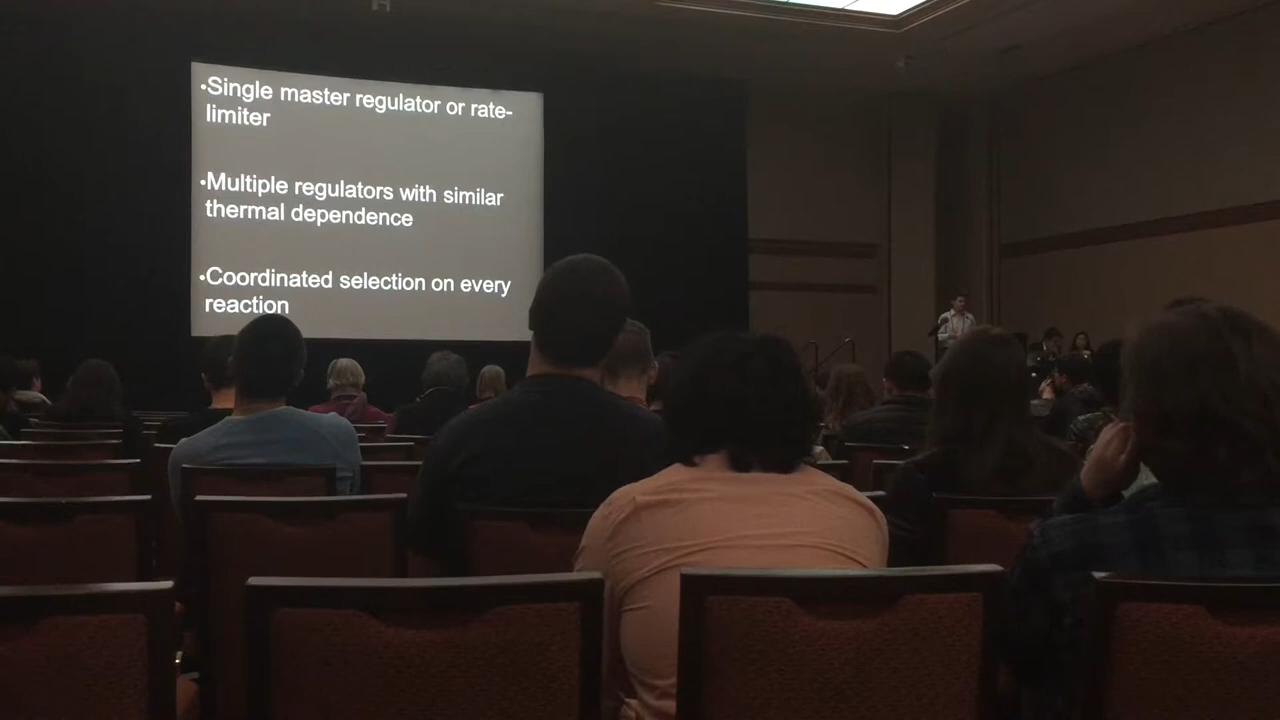 •Single master regulator or rate-
limiter
•Multiple regulators with similar
thermal dependence
•Coordinated selection on every
reaction